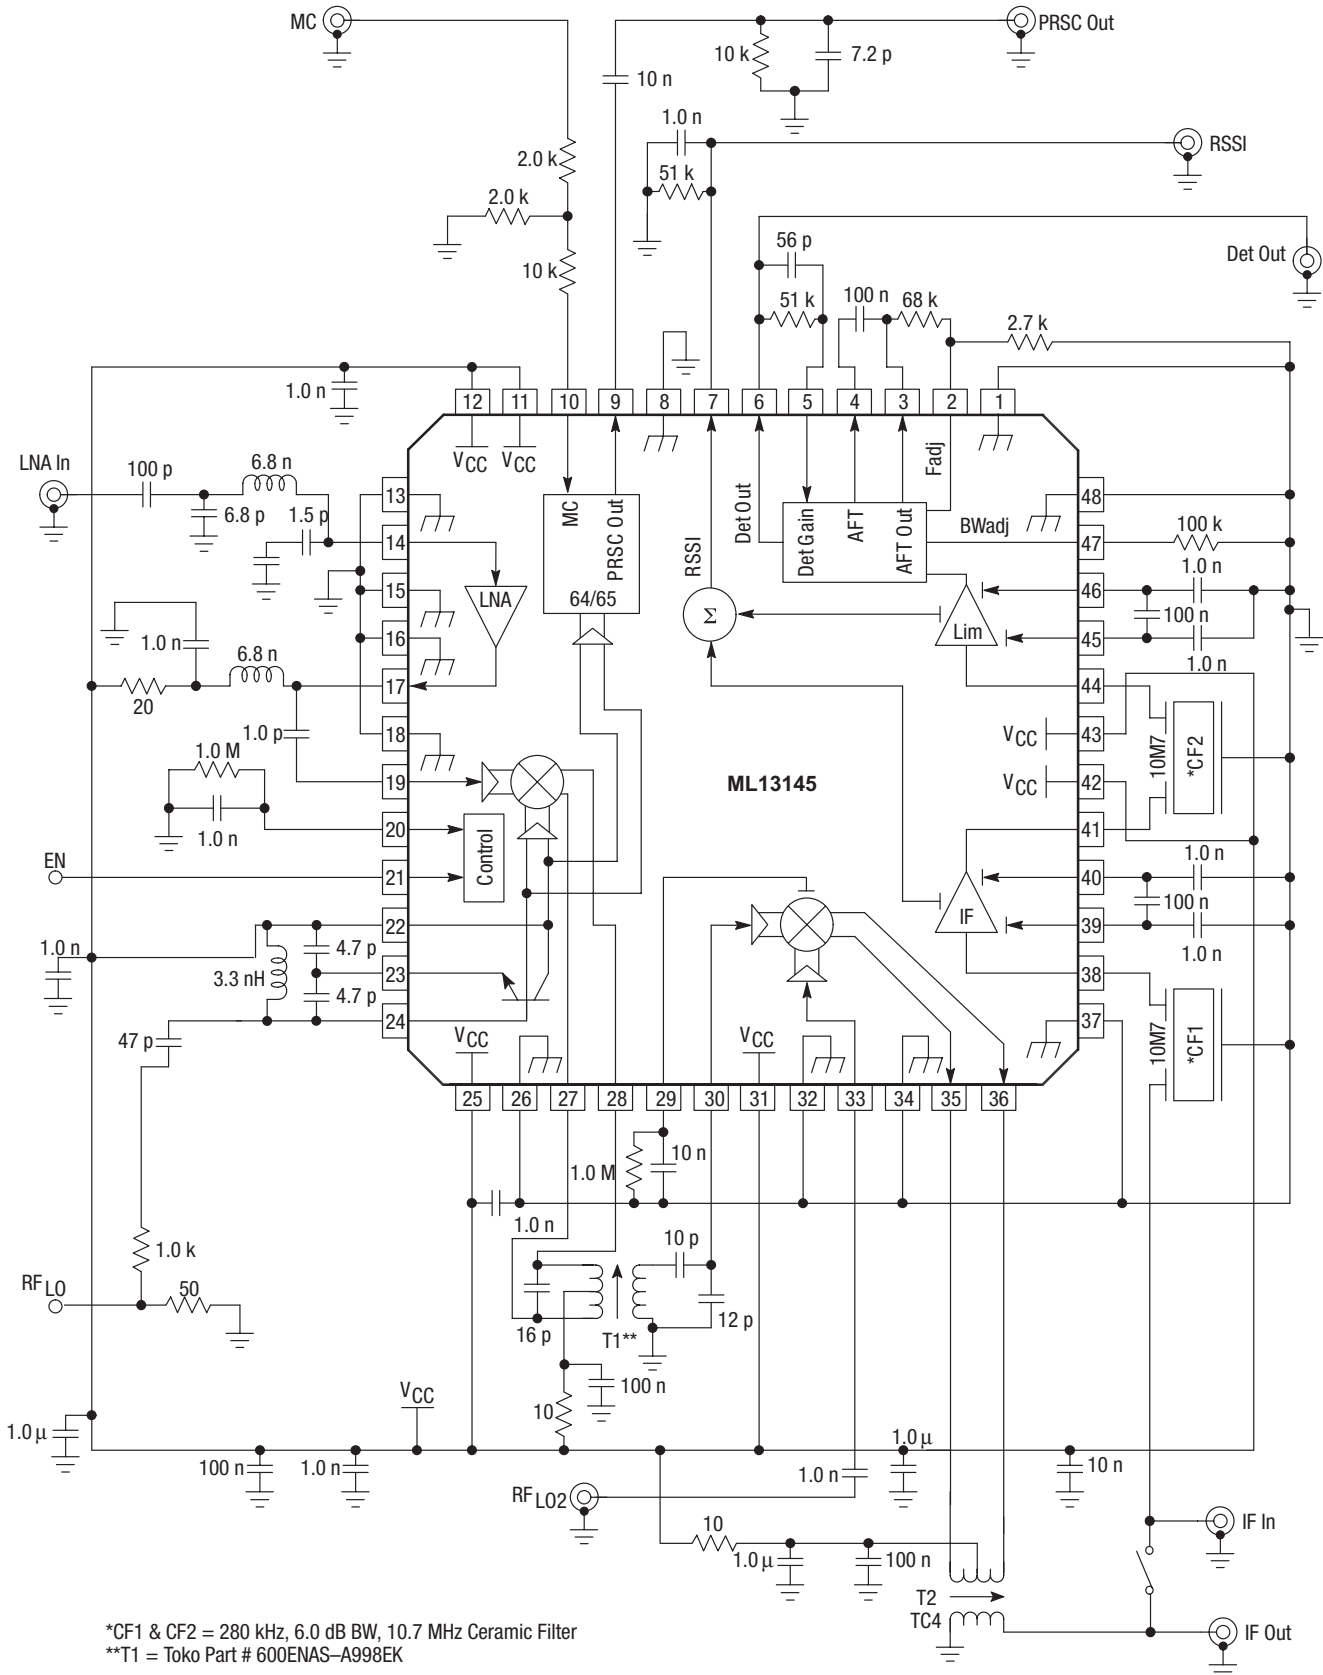 MC
PRSC Out
10 k
7.2 p
10 n
1.0 n
RSSI
51 k
2.0 k
2.0 k
56 p
Det Out
10 k
51 k
100 n
68 k
2.7 k
1.0 n
12
11
10
9
8
7
6
5
4
3
2
1
VCC
VCC
LNA In
100 p
6.8 n
6.8 p
1.5 p
13
14
15
16
17
18
19
20
21
22
23
24
MC
PRSC Out
64/65
LNA
RSSI
Det Out
Det Gain
AFT
AFT Out
Fadj
BWadj
Σ
Lim
48
47
46
45
44
43
42
41
40
39
38
37
100 k
1.0 n
100 n
1.0 n
1.0 n
6.8 n
20
1.0 p
1.0 M
1.0 n
VCC
VCC
10M7
*CF2
ML13145
Control
EN
IF
1.0 n
100 n
1.0 n
1.0 n
3.3 nH
4.7 p
4.7 p
47 p
VCC
VCC
10M7
*CF1
25
26
27
28
29
30
31
32
33
34
35
36
1.0 M
10 n
1.0 n
1.0 k
RFLO
50
10 p
16 p
T1**
12 p
100 n
10
VCC
1.0 µ
100 n
1.0 n
1.0 n
1.0 µ
10 n
RFLO2
10
1.0 µ
100 n
IF In
T2
TC4
IF Out
*CF1 & CF2 = 280 kHz, 6.0 dB BW, 10.7 MHz Ceramic Filter
**T1 = Toko Part # 600ENAS–A998EK